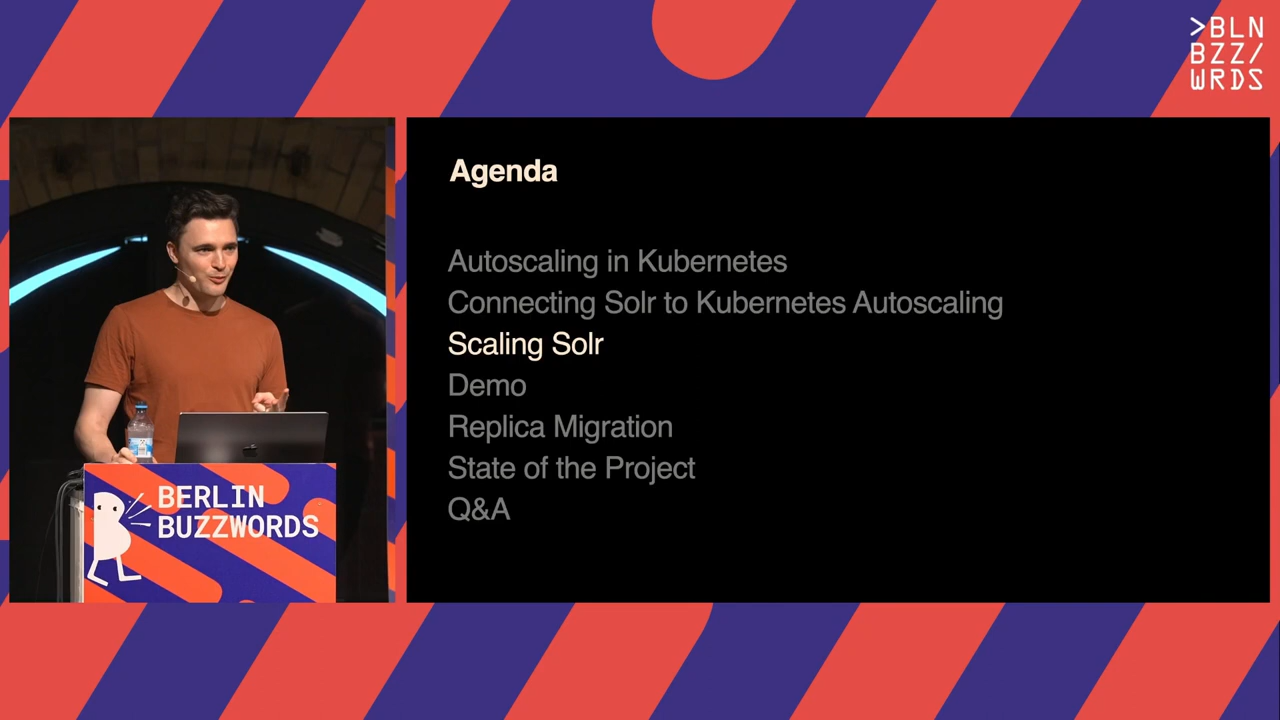 >BLN
BZZ/
WRDS
Agenda
Autoscaling in Kubernetes
Connecting Solr to Kubernetes Autoscaling
Scaling Solr
Demo
Replica Migration
State of the Project
Q&A
BERLIN
BUZZWORDS